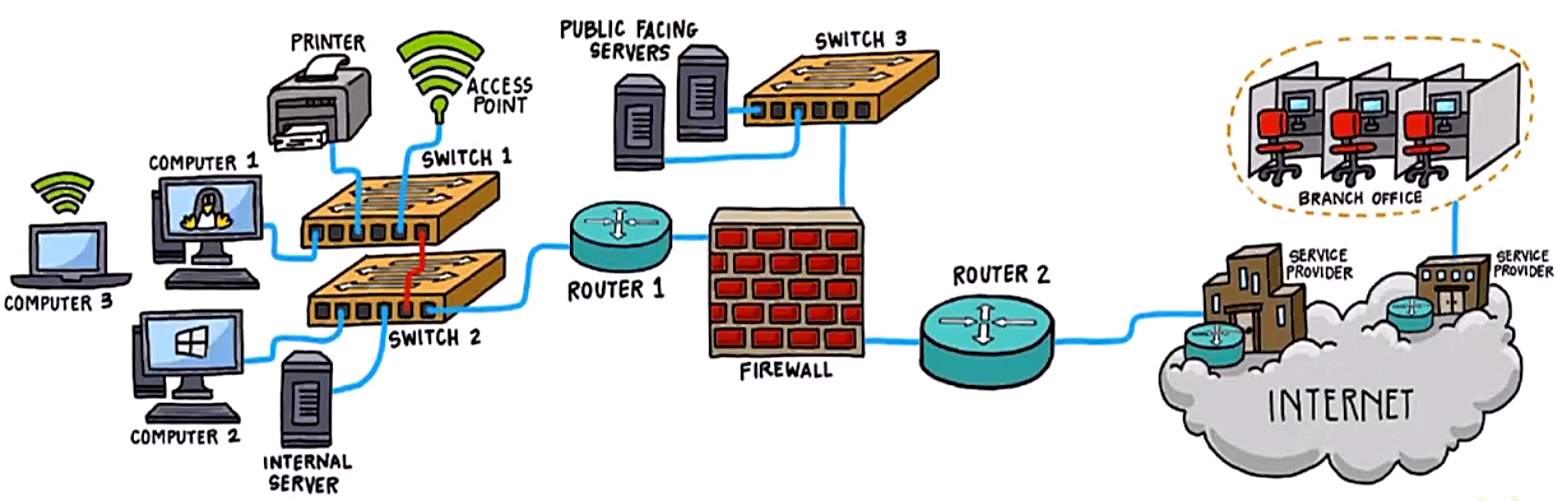 PRINTER
ACCESS
POINT
PUBLIC FACING
SERVERS
SWITCH 3
COMPUTER 1
SWITCH 1
COMPUTER 3
SWITCH 2
COMPUTER 2
INTERNAL
SERVER
ROUTER 1
FIREWALL
ROUTER 2
BRANCH OFFICE
SERVICE
PROVIDER
SERVICE
PROVIDER
INTERNET